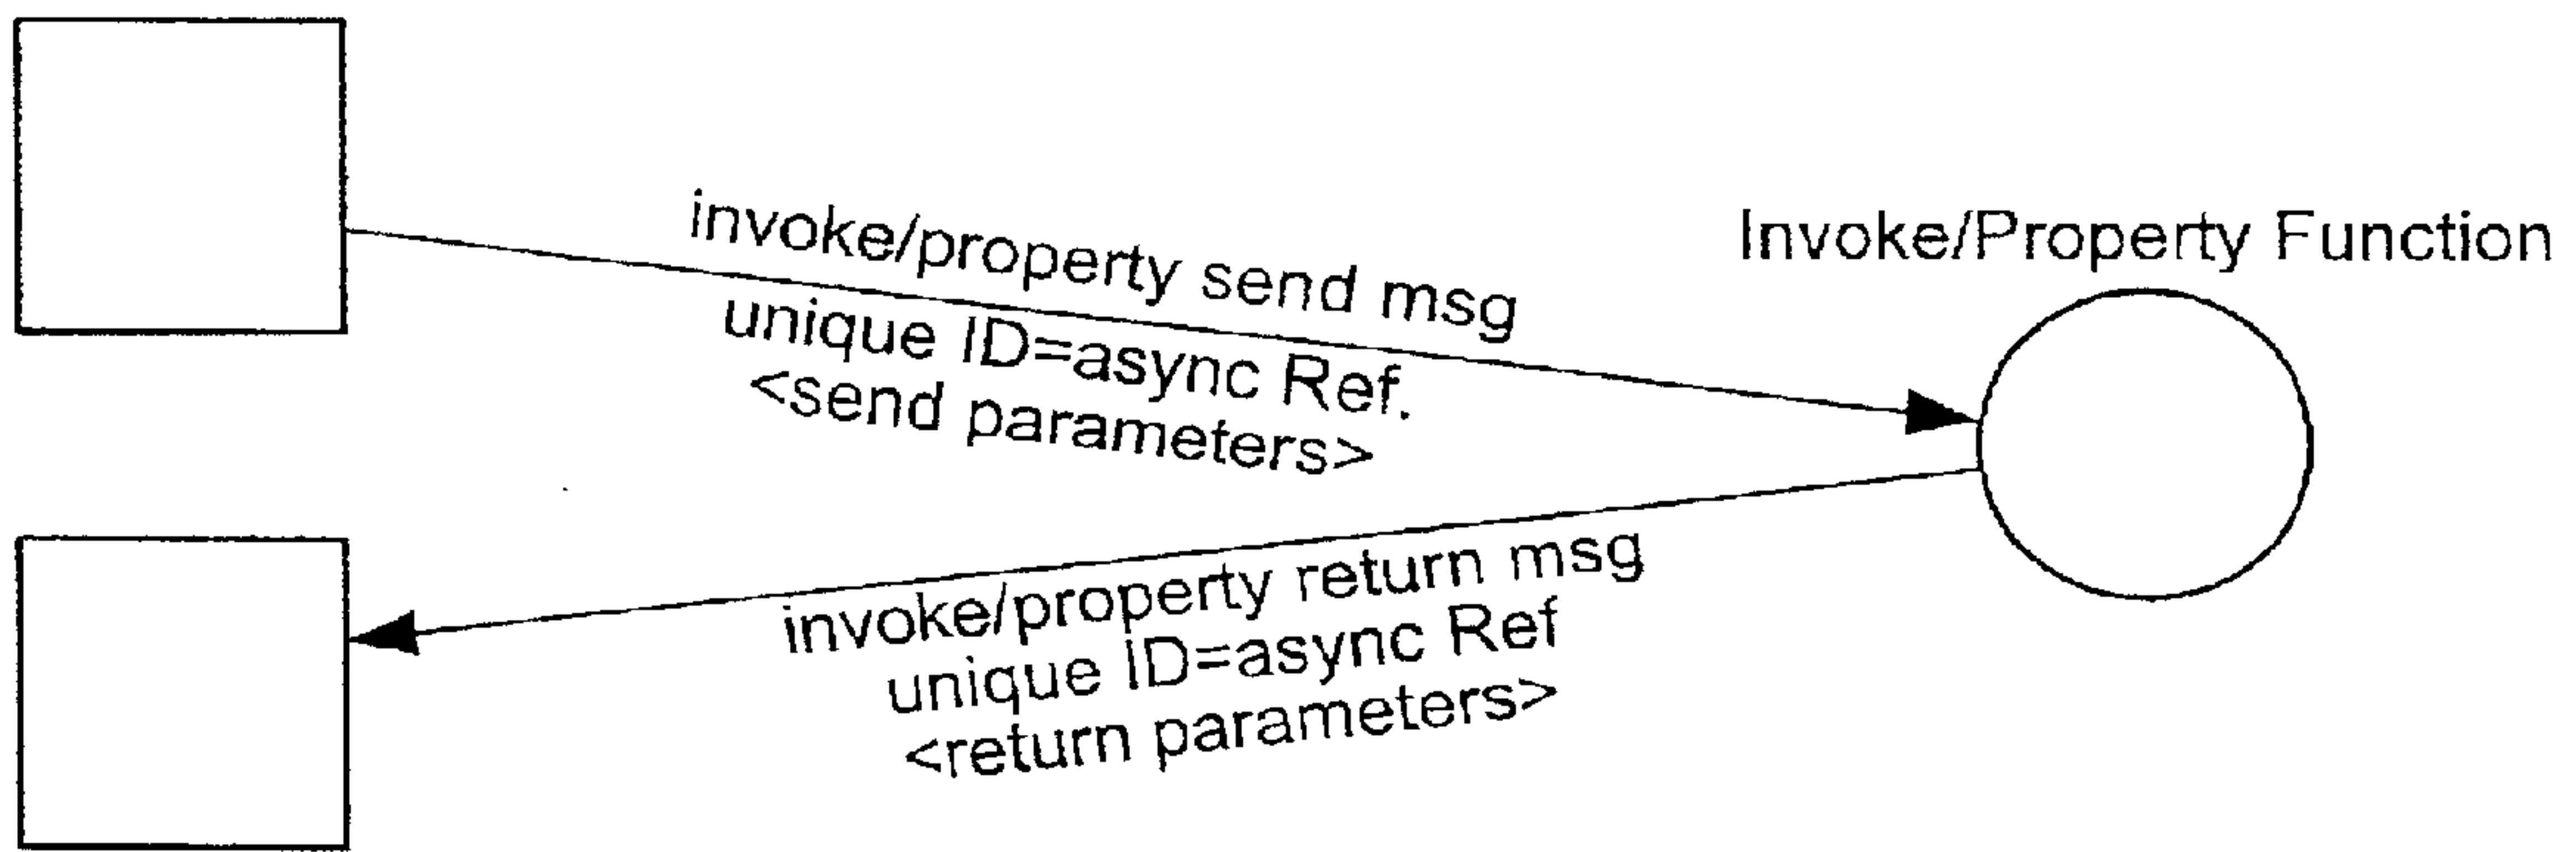 invoke/property send msg
unique ID=async Ref.
<send parameters>
Invoke/Property Function
invoke/property return msg
unique ID=async Ref
<return parameters>